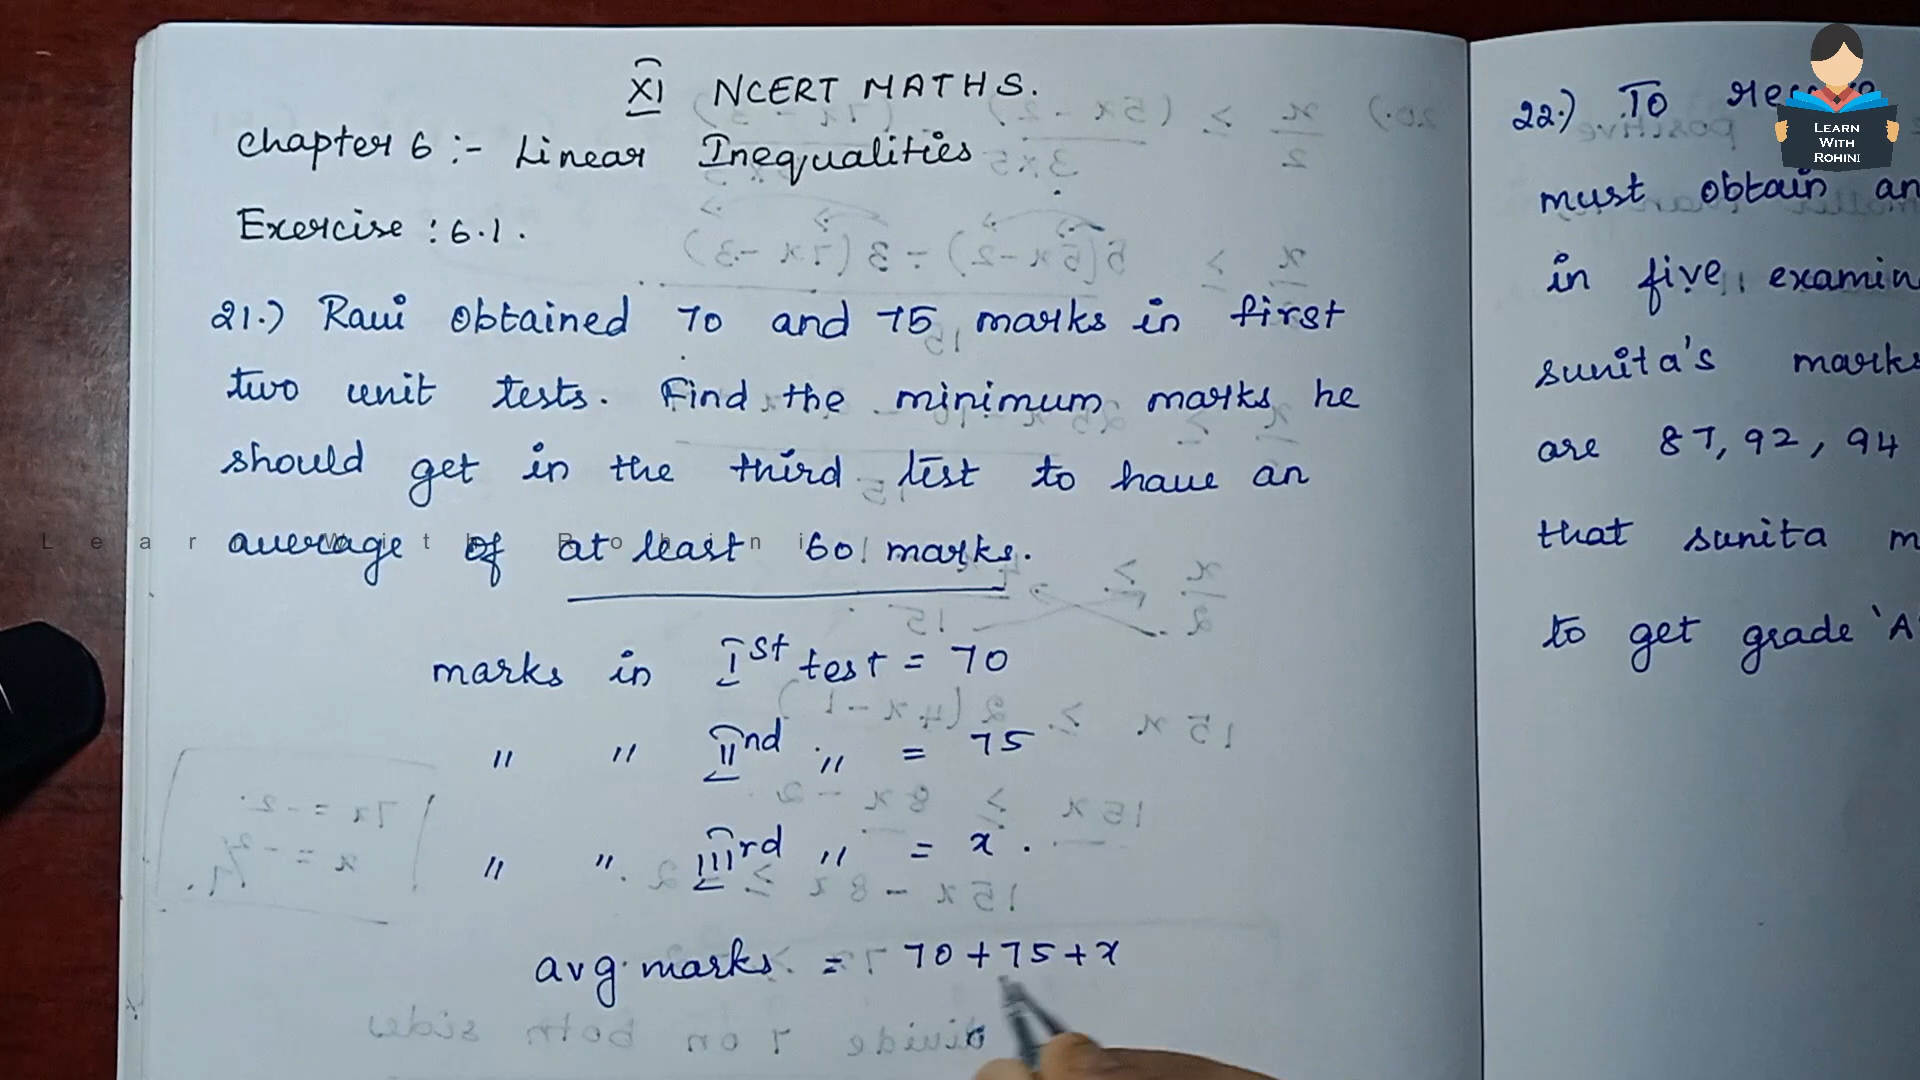 XI NCERT MATHS.
Chapter 6 :- Linear Inequalities
Exercise : 6.1.
21.) Ravi obtained 70 and 75 marks in first
two unit tests. Find the minimum marks he
should get in the third test to have an
average of at least 60 marks.
marks in Ist test = 70
" " IInd " = 75
" " IIIrd " = x.
avg. marks = 70+75+x
22.) To
must obtain an
in five examin
sunita's marks
are 87, 92, 94
that sunita m
to get grade 'A'
LEARN
WITH
ROHINI